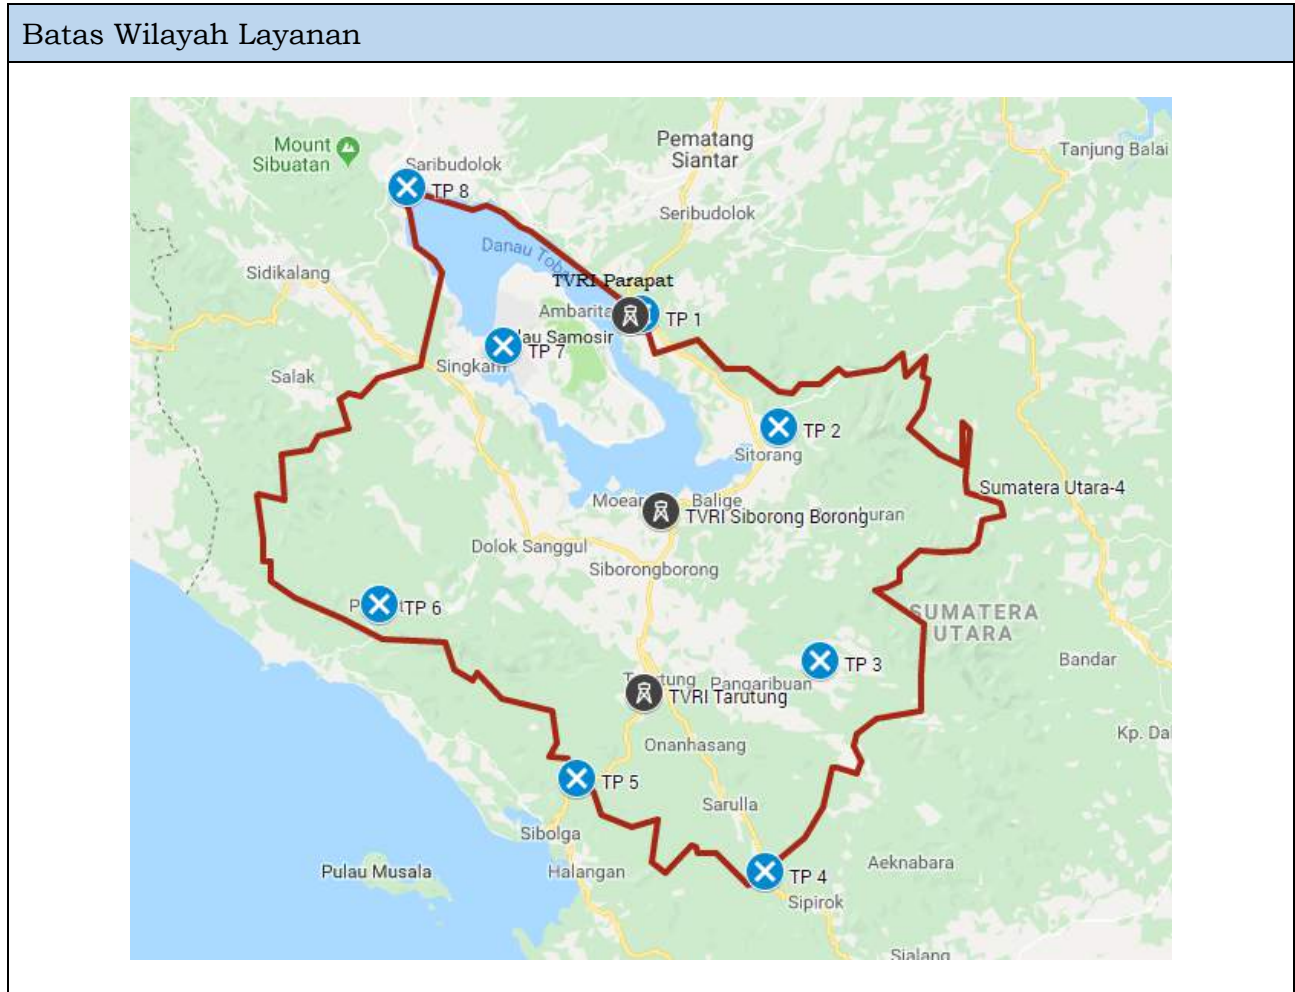 Batas Wilayah Layanan
Mount
Sibuatan
Saribudolok
TP 8
Pematang
Siantar
Tanjung Balai
Seribudolok
Danau Toba
Sidikalang
TVRI Parapat
Ambarita
TP 1
au Samosir
TP 7
Singkam
Salak
TP 2
Sitorang
Sumatera Utara-4
Moear
Balige
TVRI Siborong Borong
uran
Dolok Sanggul
Siborongborong
TP 6
SUMATERA
UTARA
TP 3
Bandar
Pangaribuan
TVRI Tarutung
Kp. Da
Onanhasang
TP 5
Sarulla
Sibolga
Pulau Musala
Halangan
Aeknabara
TP 4
Sipirok
Sialang